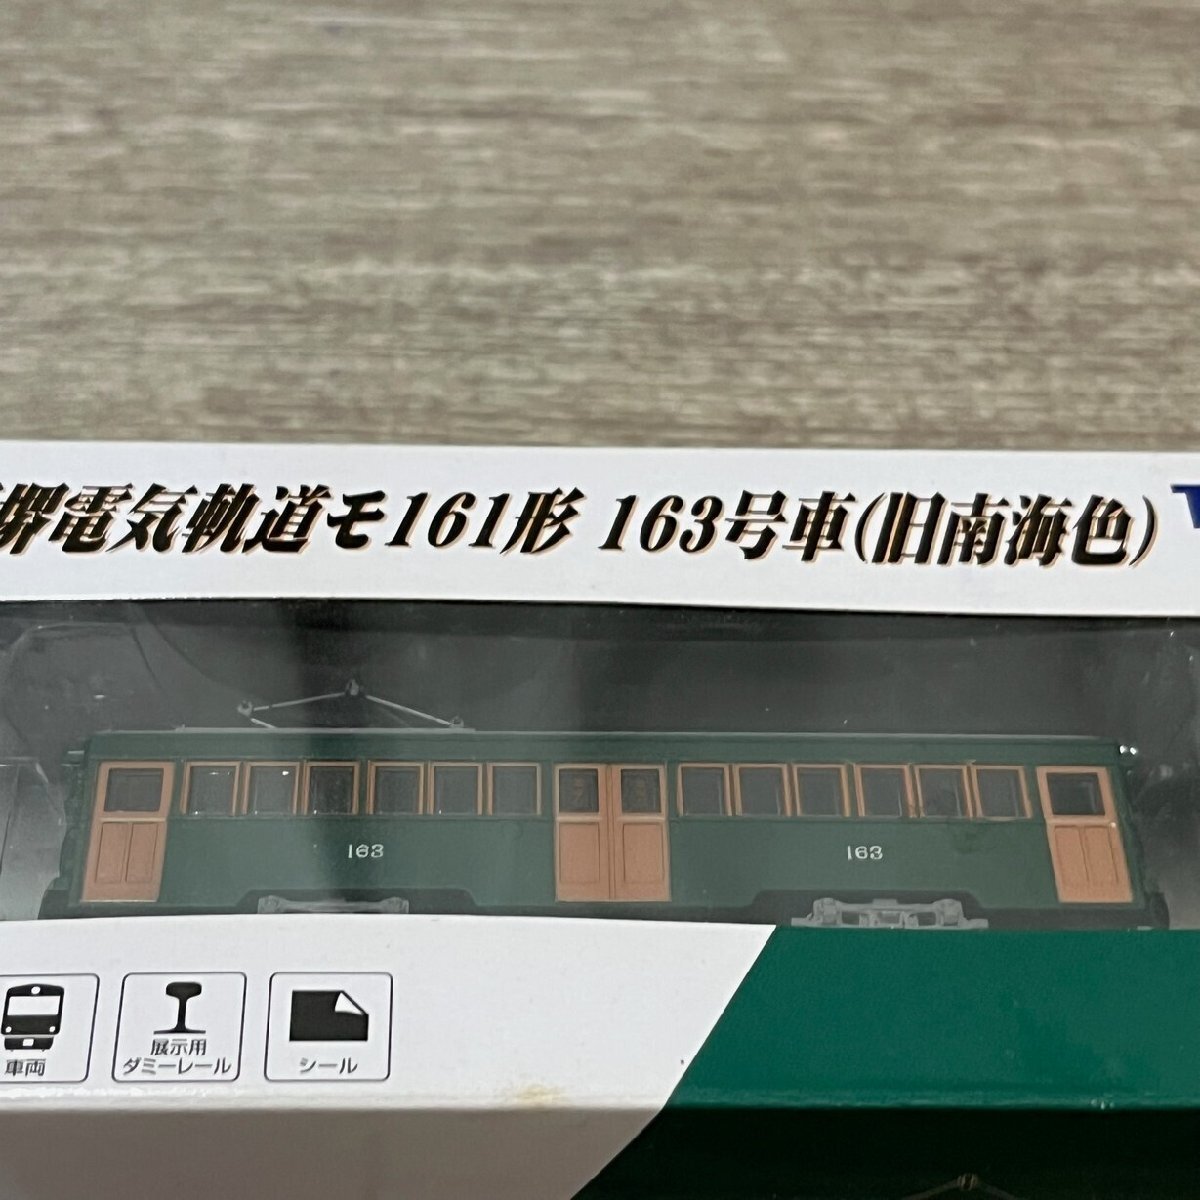 堺電気軌道モ161形 163号車(旧南海色)
163
163
車両
展示用
ダミーレール
シール